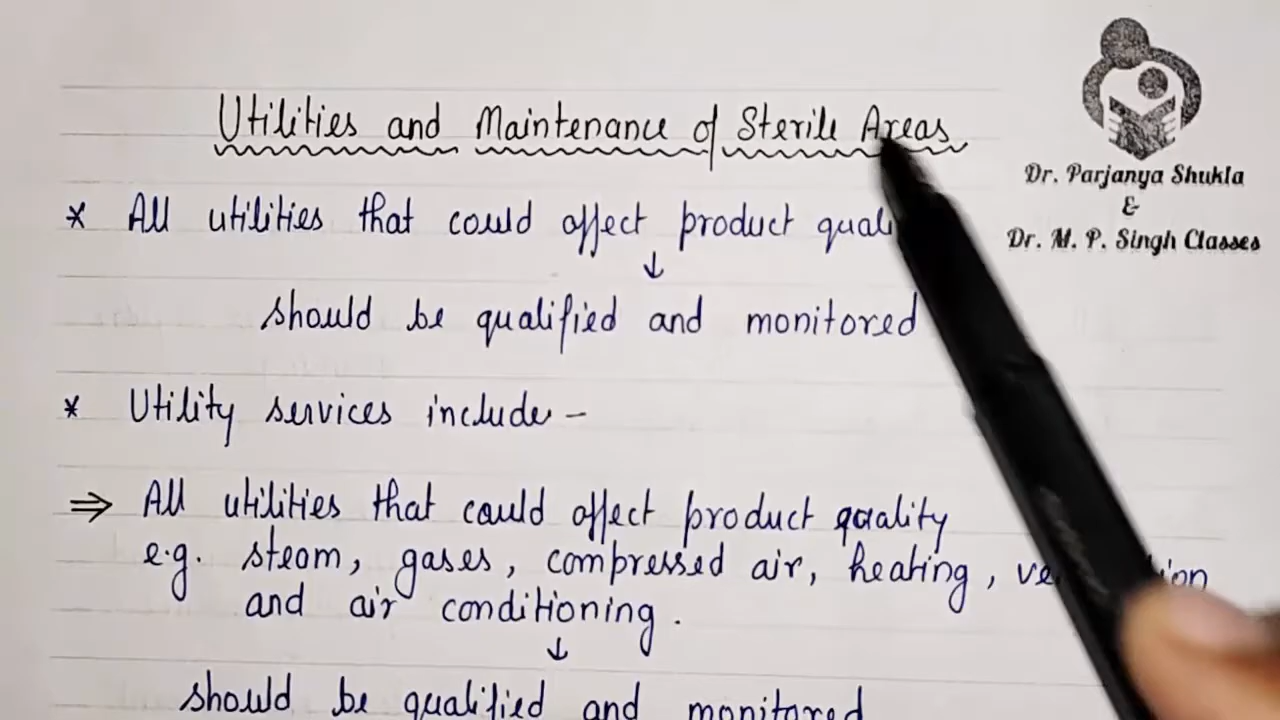 Utilities and Maintenance of Sterile Areas
Dr. Parjanya Shukla
&
Dr. M. P. Singh Classes
* All utilities that could affect product
↓
should be qualified and monitored
* Utility services include -
⇒ All utilities that could affect product quality
e.g. steam, gases, compressed air, heating,
and air conditioning.
↓
should be qualified and monitored